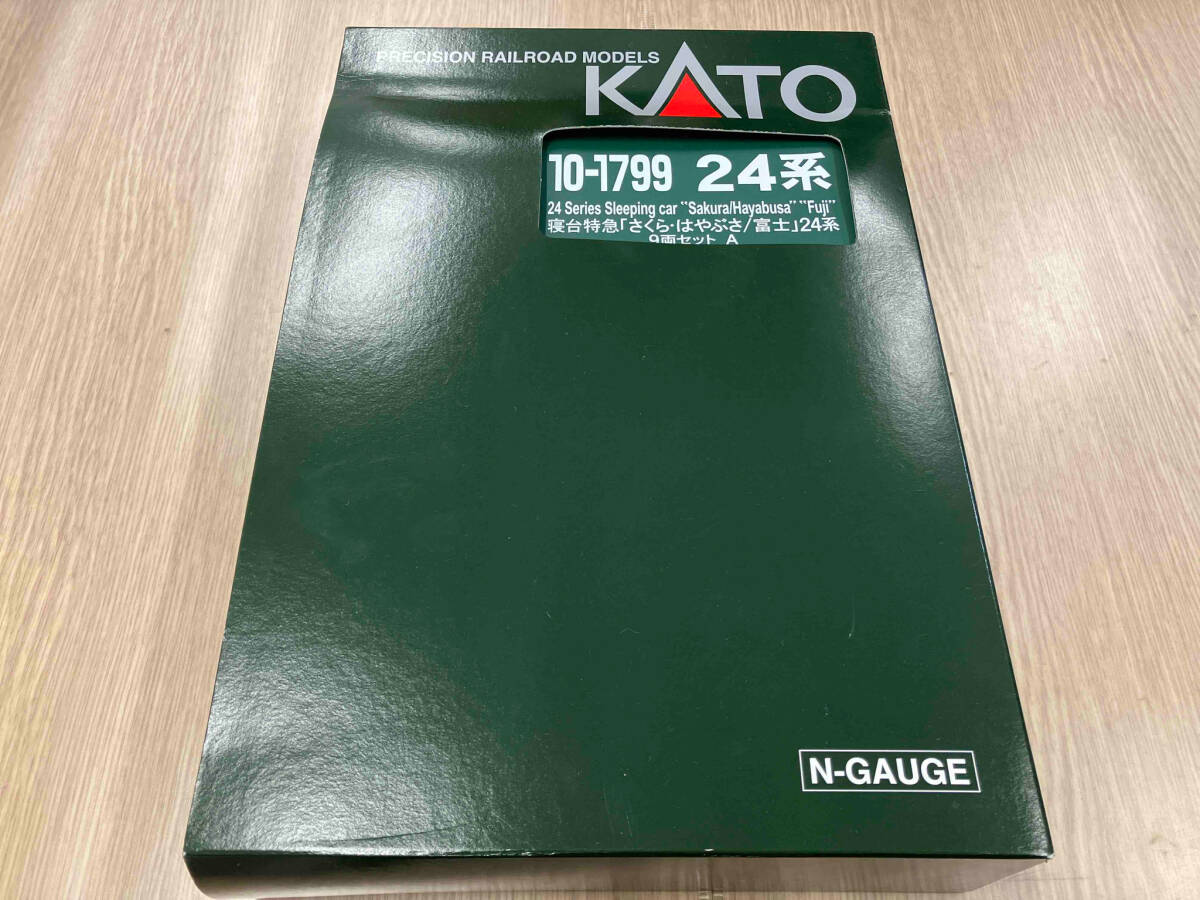 PRECISION RAILROAD MODELS
KATO
10-1799 24系
24 Series Sleeping car "Sakura/Hayabusa" "Fuji"
寝台特急「さくら・はやぶさ/富士」24系
9両セット A
N-GAUGE